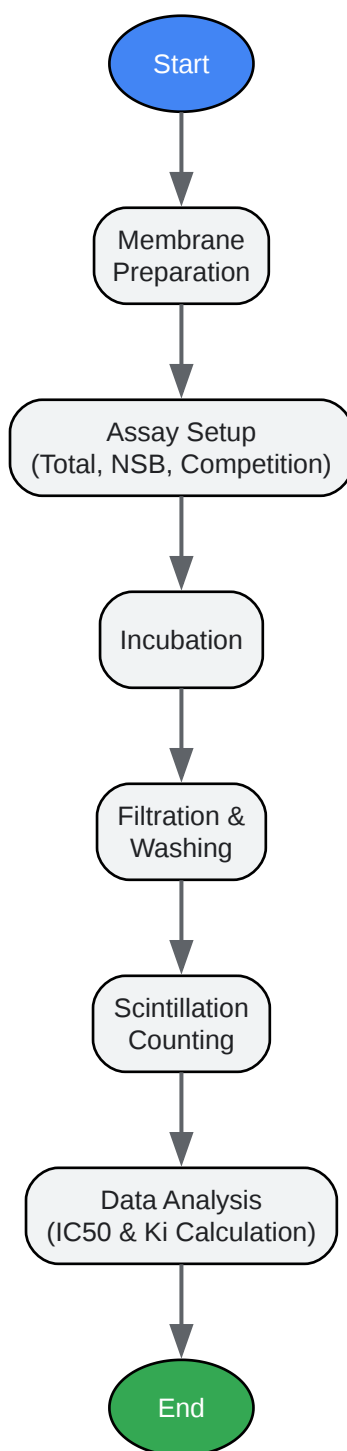 Start
Membrane
Preparation
Assay Setup
(Total, NSB, Competition)
Incubation
Filtration &
Washing
Scintillation
Counting
Data Analysis
(IC50 & Ki Calculation)
End